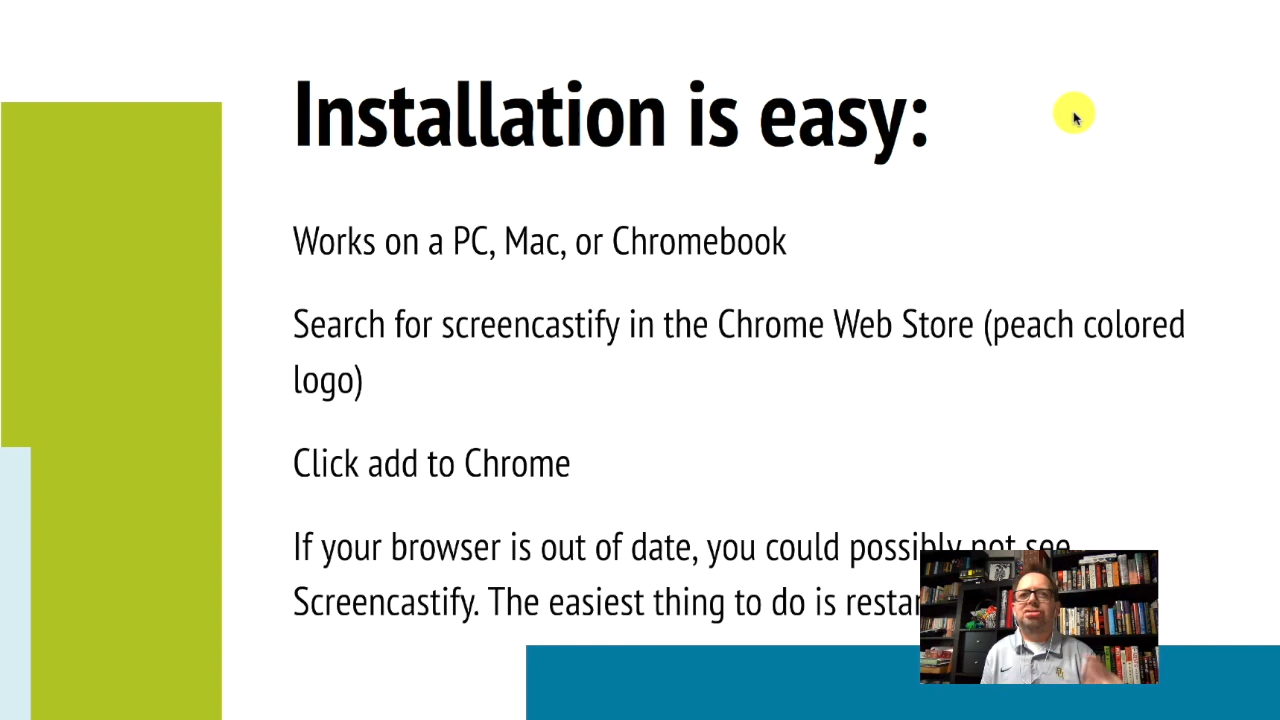 Installation is easy:
Works on a PC, Mac, or Chromebook
Search for screencastify in the Chrome Web Store (peach colored
logo)
Click add to Chrome
If your browser is out of date, you could possibly not see
Screencastify. The easiest thing to do is